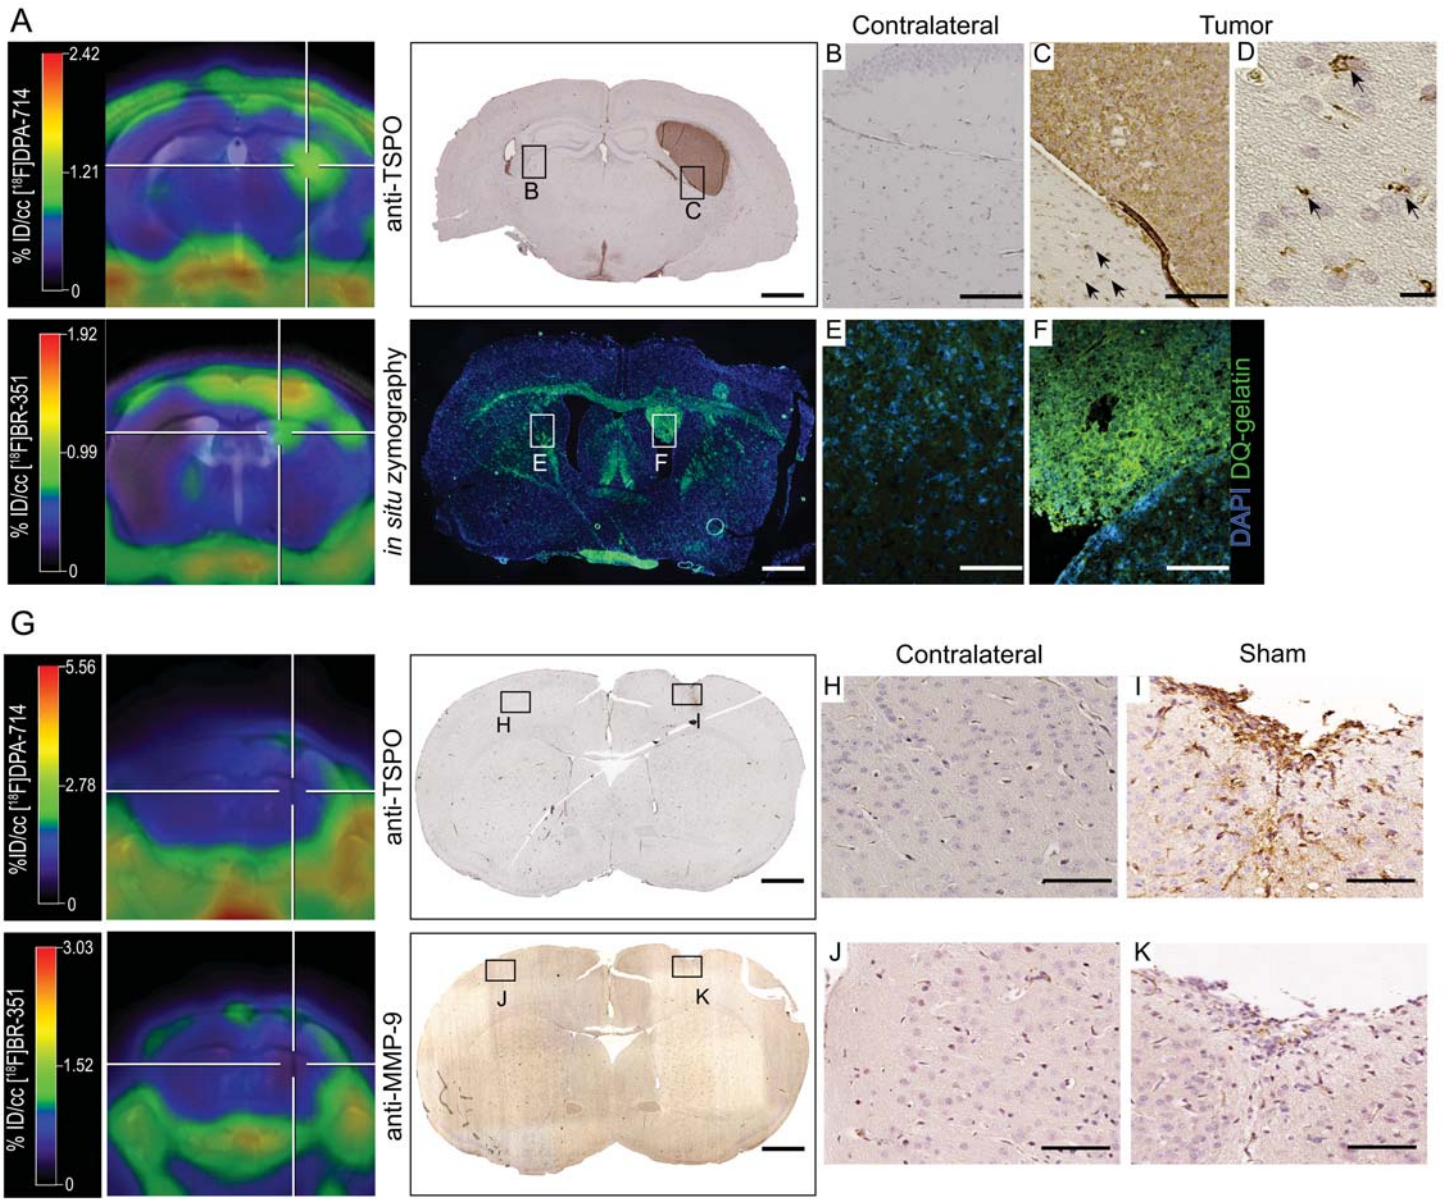 A
Contralateral
Tumor
2.42
1.21
0
% ID/cc [18F]DPA-714
anti-TSPO
B
C
B
C
D
1.92
0.99
0
% ID/cc [18F]BR-351
in situ zymography
E
F
E
F
DAPI DQ-gelatin
G
Contralateral
Sham
5.56
2.78
0
%ID/cc [18F]DPA-714
anti-TSPO
H
I
H
I
3.03
1.52
0
% ID/cc [18F]BR-351
anti-MMP-9
J
K
J
K